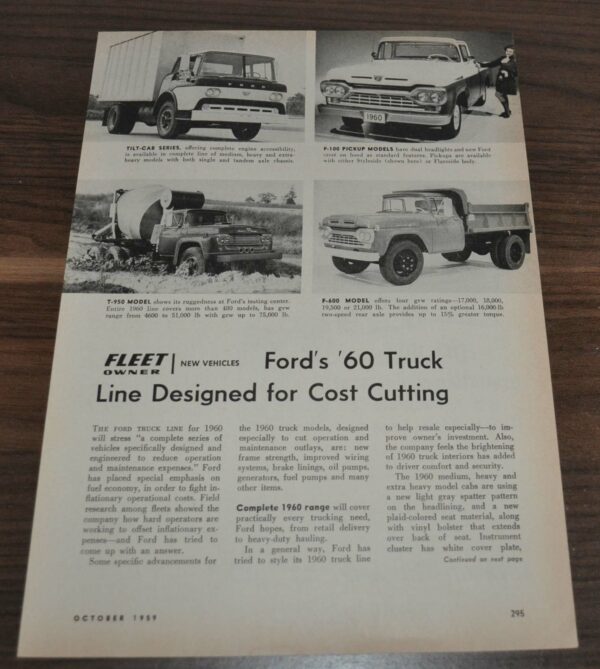 TILT-CAB SERIES, offering complete engine accessibility,
is available in complete line of medium, heavy and extra
heavy models with both single and tandem axle chassis.
1960
F-100 PICKUP MODELS have dual headlights and new Ford
crest on hood as standard features. Pickups are available
with either Styleside (shown here) or Flareside body.
T-950 MODEL shows its ruggedness at Ford's testing center.
Entire 1960 line covers more than 400 models, has gvw
range from 4600 to 51,000 lb with gcw up to 75,000 lb.
F-600 MODEL offers four gvw ratings—17,000, 18,000,
19,500 or 21,000 lb. The addition of an optional 16,000-lb
two-speed rear axle provides up to 15% greater torque.
FLEET OWNER | NEW VEHICLES Ford's '60 Truck
Line Designed for Cost Cutting
THE FORD TRUCK LINE for 1960
will stress "a complete series of
vehicles specifically designed and
engineered to reduce operation
and maintenance expenses." Ford
has placed special emphasis on
fuel economy, in order to fight in-
flationary operational costs. Field
research among fleets showed the
company how hard operators are
working to offset inflationary ex-
penses—and Ford has tried to
come up with an answer.
Some specific advancements for
the 1960 truck models, designed
especially to cut operation and
maintenance outlays, are: new
frame strength, improved wiring
systems, brake linings, oil pumps,
generators, fuel pumps and many
other items.
Complete 1960 range will cover
practically every trucking need,
Ford hopes, from retail delivery
to heavy-duty hauling.
In a general way, Ford has
tried to style its 1960 truck line
to help resale especially—to im-
prove owner's investment. Also,
the company feels the brightening
of 1960 truck interiors has added
to driver comfort and security.
The 1960 medium, heavy and
extra heavy model cabs are using
a new light gray spatter pattern
on the headlining, and a new
plaid-colored seat material, along
with vinyl bolster that extends
over back of seat. Instrument
cluster has white cover plate,
Continued on next page
OCTOBER 1959
295